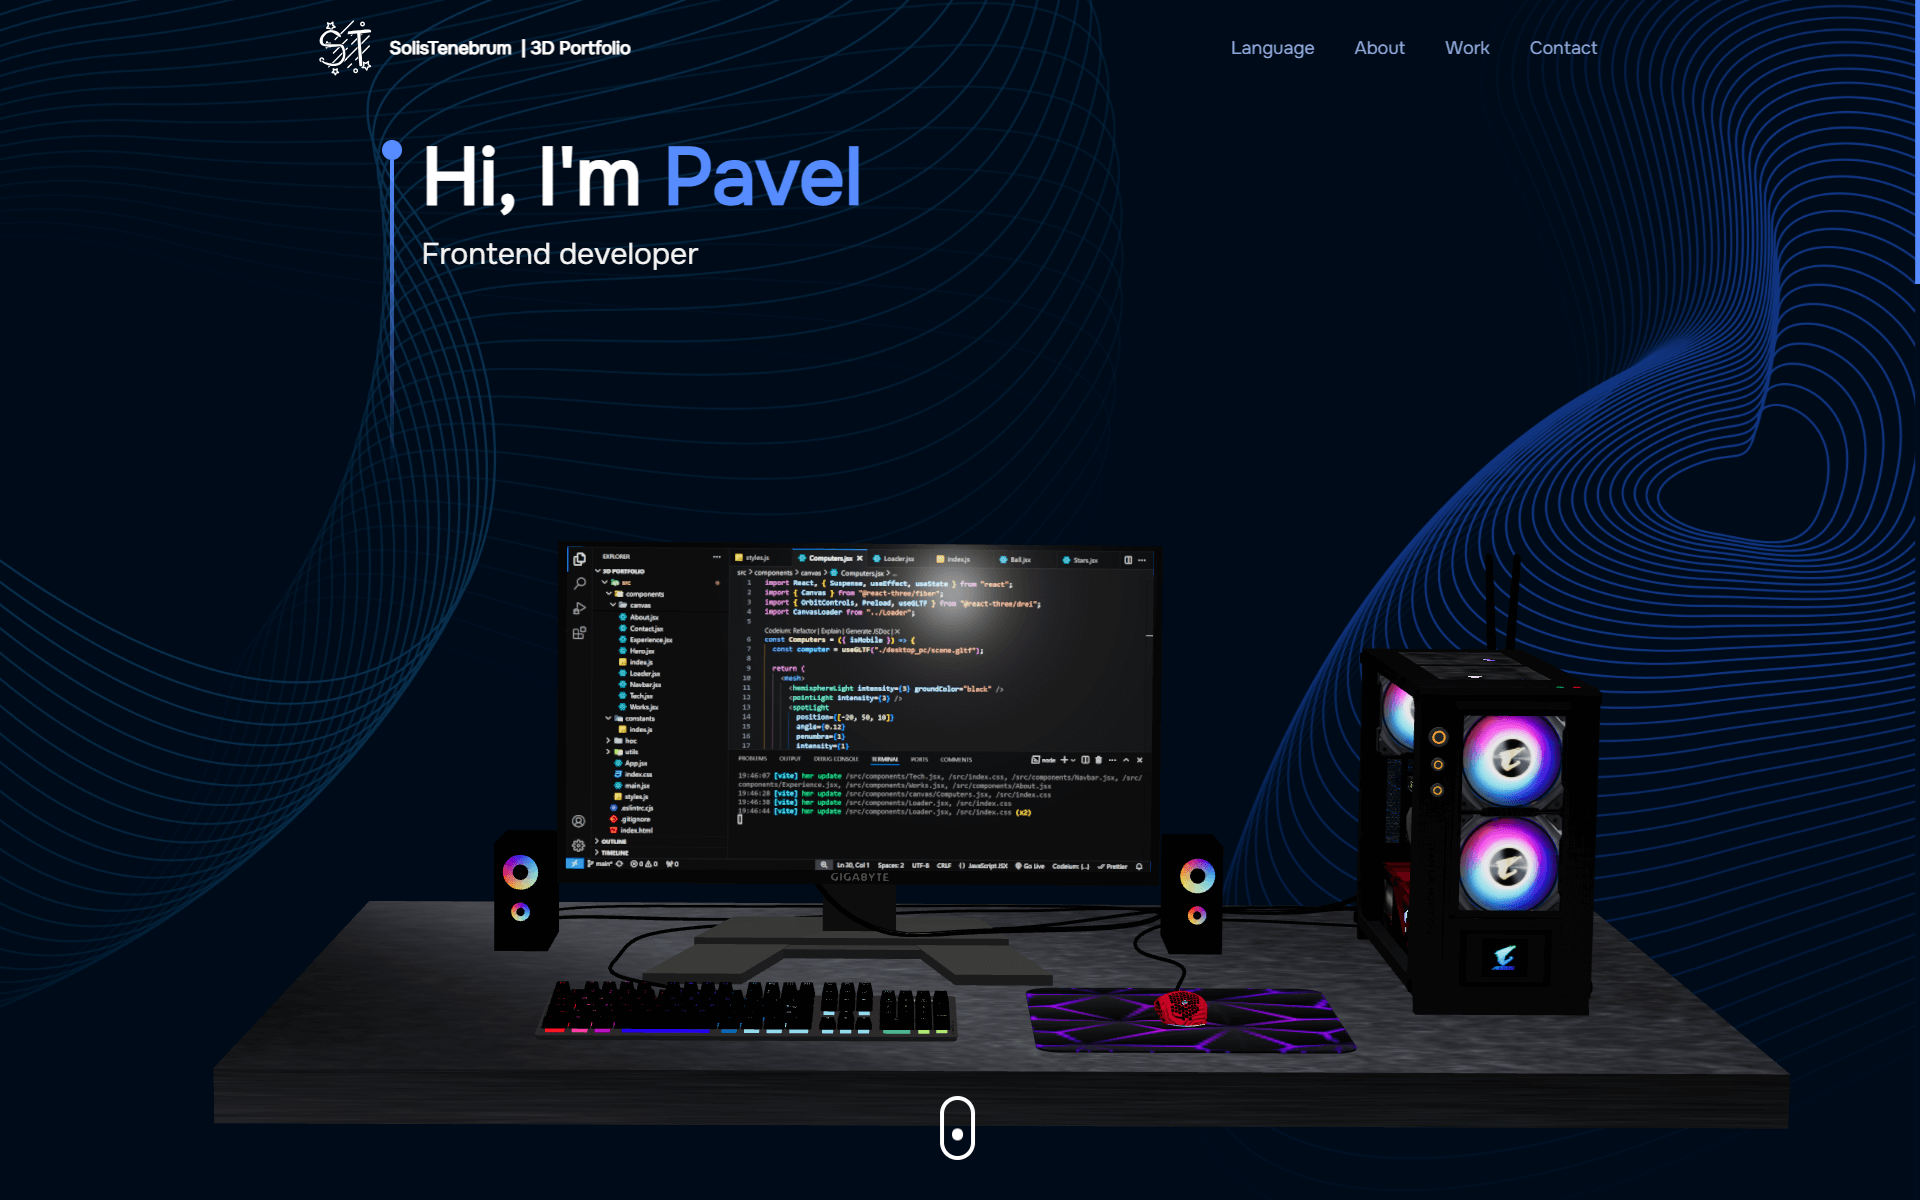 ST
SolisTenebrum | 3D Portfolio
Language
About
Work
Contact
Hi, I'm Pavel
Frontend developer
EXPLORER
3D PORTFOLIO
src
components
canvas
About.jsx
Contact.jsx
Experience.jsx
Hero.jsx
index.js
Loader.jsx
Navbar.jsx
Tech.jsx
Works.jsx
constants
index.js
hoc
utils
App.jsx
index.css
main.jsx
styles.js
.eslintrc.cjs
.gitignore
index.html
OUTLINE
TIMELINE
styles.js Computers.jsx Loader.jsx index.js Ball.jsx Stars.jsx
src > components > canvas > Computers.jsx > ...
1 import React, { Suspense, useEffect, useState } from "react";
2 import { Canvas } from "@react-three/fiber";
3 import { OrbitControls, Preload, useGLTF } from "@react-three/drei";
4 import CanvasLoader from "../Loader";
5
Codeium: Refactor | Explain | Generate JSDoc | X
6 const Computers = ({ isMobile }) => {
7 const computer = useGLTF("./desktop_pc/scene.gltf");
8
9 return (
10 <mesh>
11 <hemisphereLight intensity={3} groundColor="black" />
12 <pointLight intensity={3} />
13 <spotLight
14 position={[-20, 50, 10]}
15 angle={0.12}
16 penumbra={1}
17 intensity={1}
PROBLEMS OUTPUT DEBUG CONSOLE TERMINAL PORTS COMMENTS
node
19:46:07 [vite] hmr update /src/components/Tech.jsx, /src/index.css, /src/components/Navbar.jsx, /src/
components/Experience.jsx, /src/components/Works.jsx, /src/components/About.jsx
19:46:28 [vite] hmr update /src/components/canvas/Computers.jsx, /src/index.css
19:46:38 [vite] hmr update /src/components/Loader.jsx, /src/index.css
19:46:44 [vite] hmr update /src/components/Loader.jsx, /src/index.css (x2)
main* 0 0 0 Ln 30, Col 1 Spaces: 2 UTF-8 CRLF {} JavaScript JSX Go Live Codeium: {...} Prettier
GIGABYTE